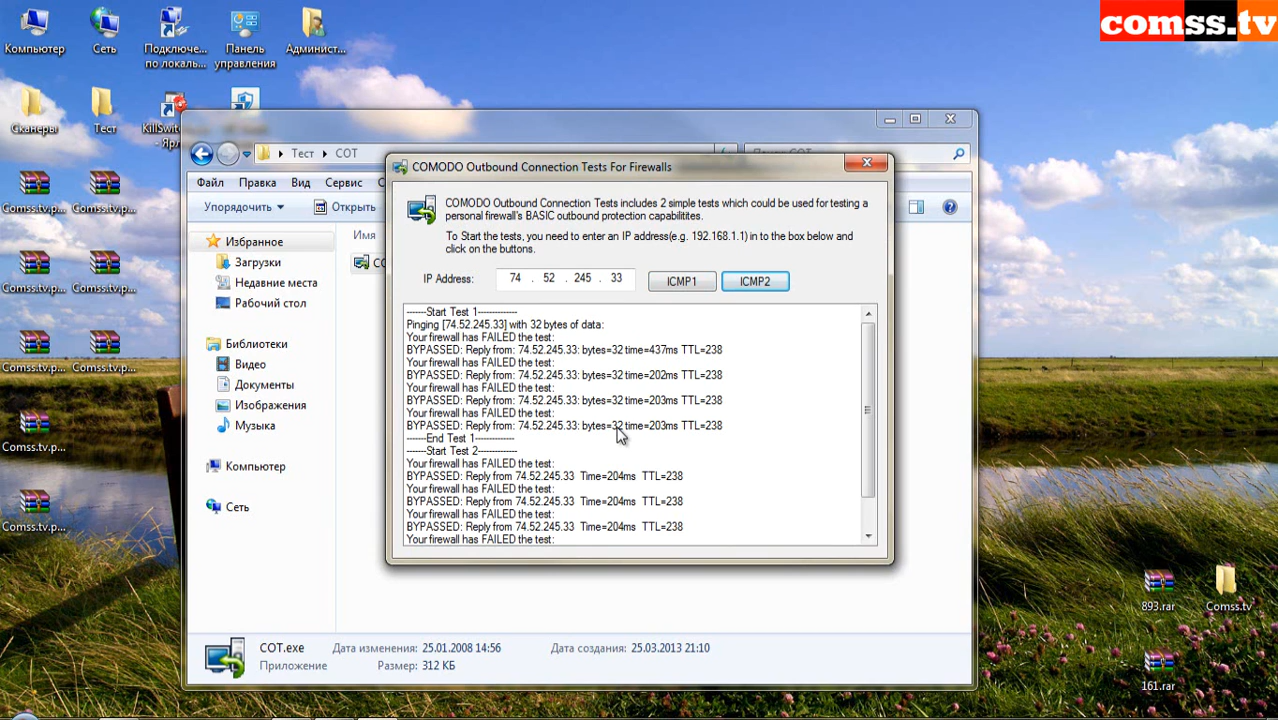 comss.tv
Компьютер
Сеть
Подключе...
по локаль...
Панель
управления
Админист...
Сканеры
Тест
Comss.tv.p...
Comss.tv.p...
Comss.tv.p...
Comss.tv.p...
Comss.tv.p...
Comss.tv.p...
Comss.tv.p...
Comss.tv.p...
Тест
COT
Файл
Правка
Вид
Сервис
Упорядочить
Открыть
Имя
Избранное
Загрузки
Недавние места
Рабочий стол
Библиотеки
Видео
Документы
Изображения
Музыка
Компьютер
Сеть
COMODO Outbound Connection Tests For Firewalls
COMODO Outbound Connection Tests includes 2 simple tests which could be used for testing a
personal firewall's BASIC outbound protection capabilitites.
To Start the tests, you need to enter an IP address(e.g. 192.168.1.1) in to the box below and
click on the buttons.
IP Address:
74 . 52 . 245 . 33
ICMP1
ICMP2
------Start Test 1-------------
Pinging [74.52.245.33] with 32 bytes of data:
Your firewall has FAILED the test:
BYPASSED: Reply from: 74.52.245.33: bytes=32 time=437ms TTL=238
Your firewall has FAILED the test:
BYPASSED: Reply from: 74.52.245.33: bytes=32 time=202ms TTL=238
Your firewall has FAILED the test:
BYPASSED: Reply from: 74.52.245.33: bytes=32 time=203ms TTL=238
Your firewall has FAILED the test:
BYPASSED: Reply from: 74.52.245.33: bytes=32 time=203ms TTL=238
------End Test 1-------------
------Start Test 2-------------
Your firewall has FAILED the test:
BYPASSED: Reply from 74.52.245.33 Time=204ms TTL=238
Your firewall has FAILED the test:
BYPASSED: Reply from 74.52.245.33 Time=204ms TTL=238
Your firewall has FAILED the test:
BYPASSED: Reply from 74.52.245.33 Time=204ms TTL=238
Your firewall has FAILED the test:
COT.exe
Дата изменения: 25.01.2008 14:56
Дата создания: 25.03.2013 21:10
Приложение
Размер: 312 КБ
893.rar
Comss.tv
161.rar